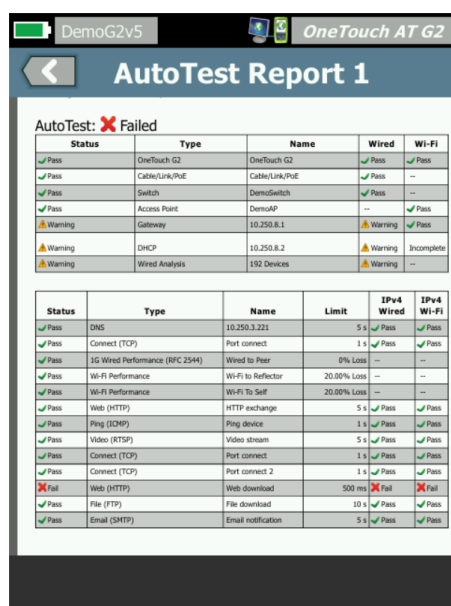 DemoG2v5 OneTouch AT G2
AutoTest Report 1
AutoTest: Failed
Status Type Name Wired Wi-Fi
Pass OneTouch G2 OneTouch G2 Pass Pass
Pass Cable/Link/PoE Cable/Link/PoE Pass --
Pass Switch DemoSwitch Pass --
Pass Access Point DemoAP -- Pass
Warning Gateway 10.250.8.1 Warning Pass
Warning DHCP 10.250.8.2 Warning Incomplete
Warning Wired Analysis 192 Devices Warning --
IPv4 IPv4
Status Type Name Limit Wired Wi-Fi
Pass DNS 10.250.3.221 5 s Pass Pass
Pass Connect (TCP) Port connect 1 s Pass Pass
Pass 1G Wired Performance (RFC 2544) Wired to Peer 0% Loss -- --
Pass Wi-Fi Performance Wi-Fi to Reflector 20.00% Loss -- --
Pass Wi-Fi Performance Wi-Fi To Self 20.00% Loss -- --
Pass Web (HTTP) HTTP exchange 5 s Pass Pass
Pass Ping (ICMP) Ping device 1 s Pass Pass
Pass Video (RTSP) Video stream 5 s Pass Pass
Pass Connect (TCP) Port connect 1 s Pass Pass
Pass Connect (TCP) Port connect 2 1 s Pass Pass
Fail Web (HTTP) Web download 500 ms Fail Fail
Pass File (FTP) File download 10 s Pass Pass
Pass Email (SMTP) Email notification 5 s Pass Pass